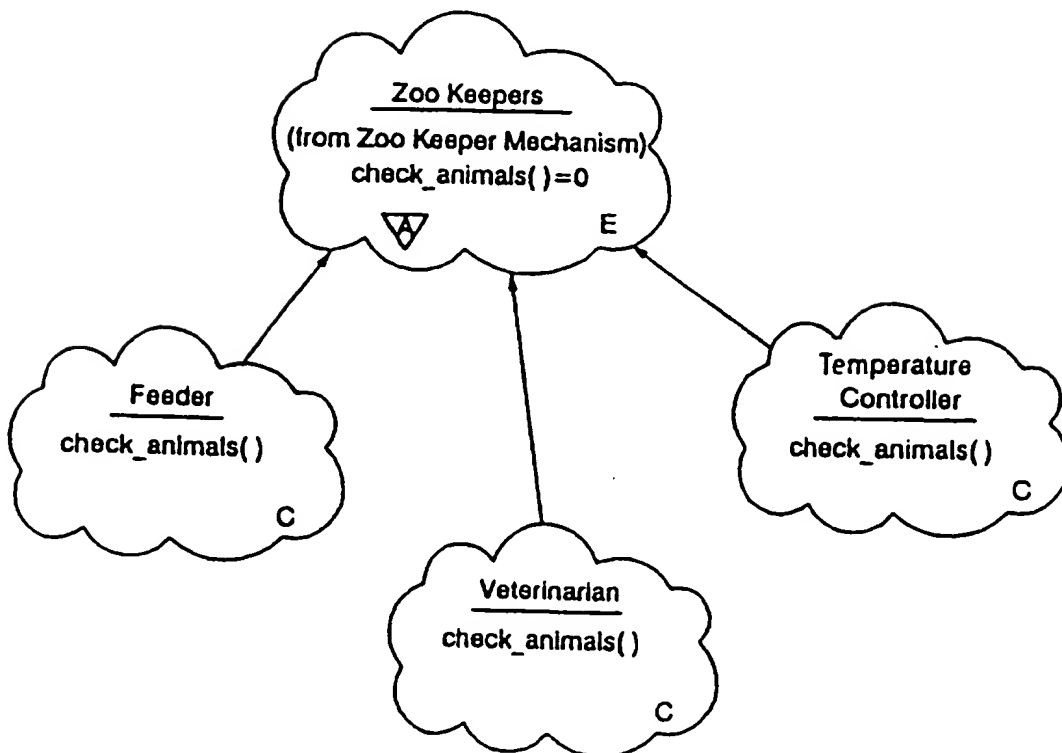 Zoo Keepers
(from Zoo Keeper Mechanism)
check_animals()=0
A
E
Feeder
check_animals()
C
Temperature
Controller
check_animals()
C
Veterinarian
check_animals()
C